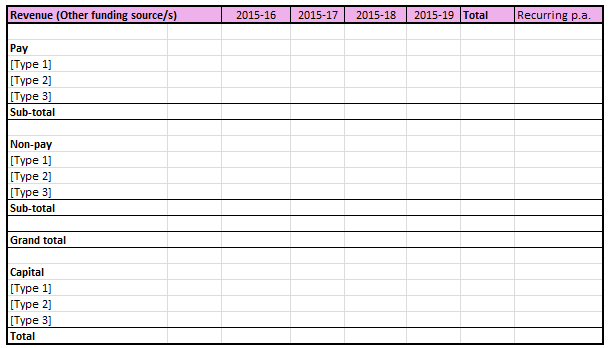 Revenue (Other funding source/s) 2015-16 2015-17 2015-18 2015-19 Total Recurring p.a.
Pay
[Type 1]
[Type 2]
[Type 3]
Sub-total
Non-pay
[Type 1]
[Type 2]
[Type 3]
Sub-total
Grand total
Capital
[Type 1]
[Type 2]
[Type 3]
Total